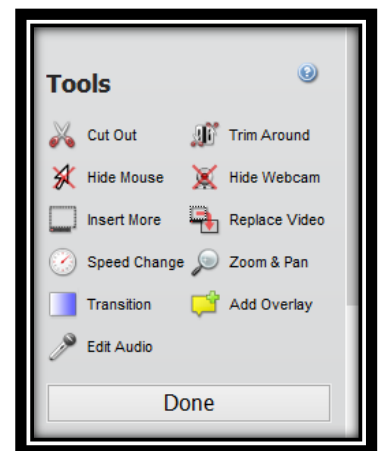 Tools
Cut Out Trim Around
Hide Mouse Hide Webcam
Insert More Replace Video
Speed Change Zoom & Pan
Transition Add Overlay
Edit Audio
Done